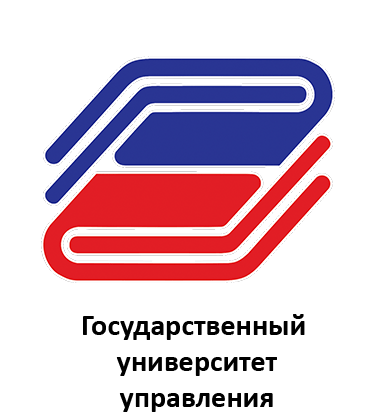 Государственный
университет
управления